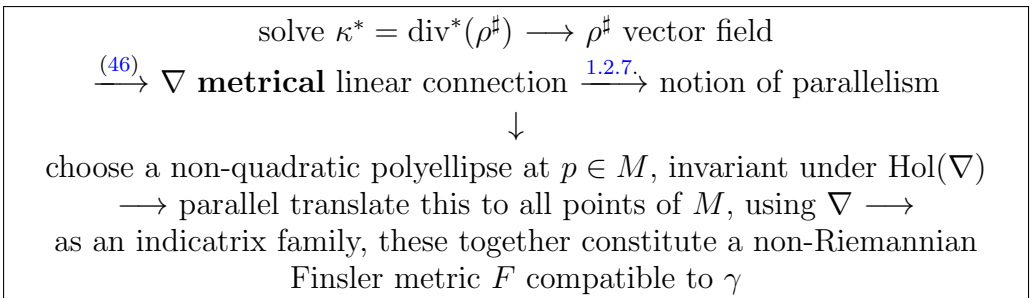 solve κ* = div*(ρ♯) ⟶ ρ♯ vector field
(46)⟶ ∇ metrical linear connection 1.2.7.⟶ notion of parallelism
↓
choose a non-quadratic polyellipse at p ∈ M, invariant under Hol(∇)
⟶ parallel translate this to all points of M, using ∇ ⟶
as an indicatrix family, these together constitute a non-Riemannian
Finsler metric F compatible to γ